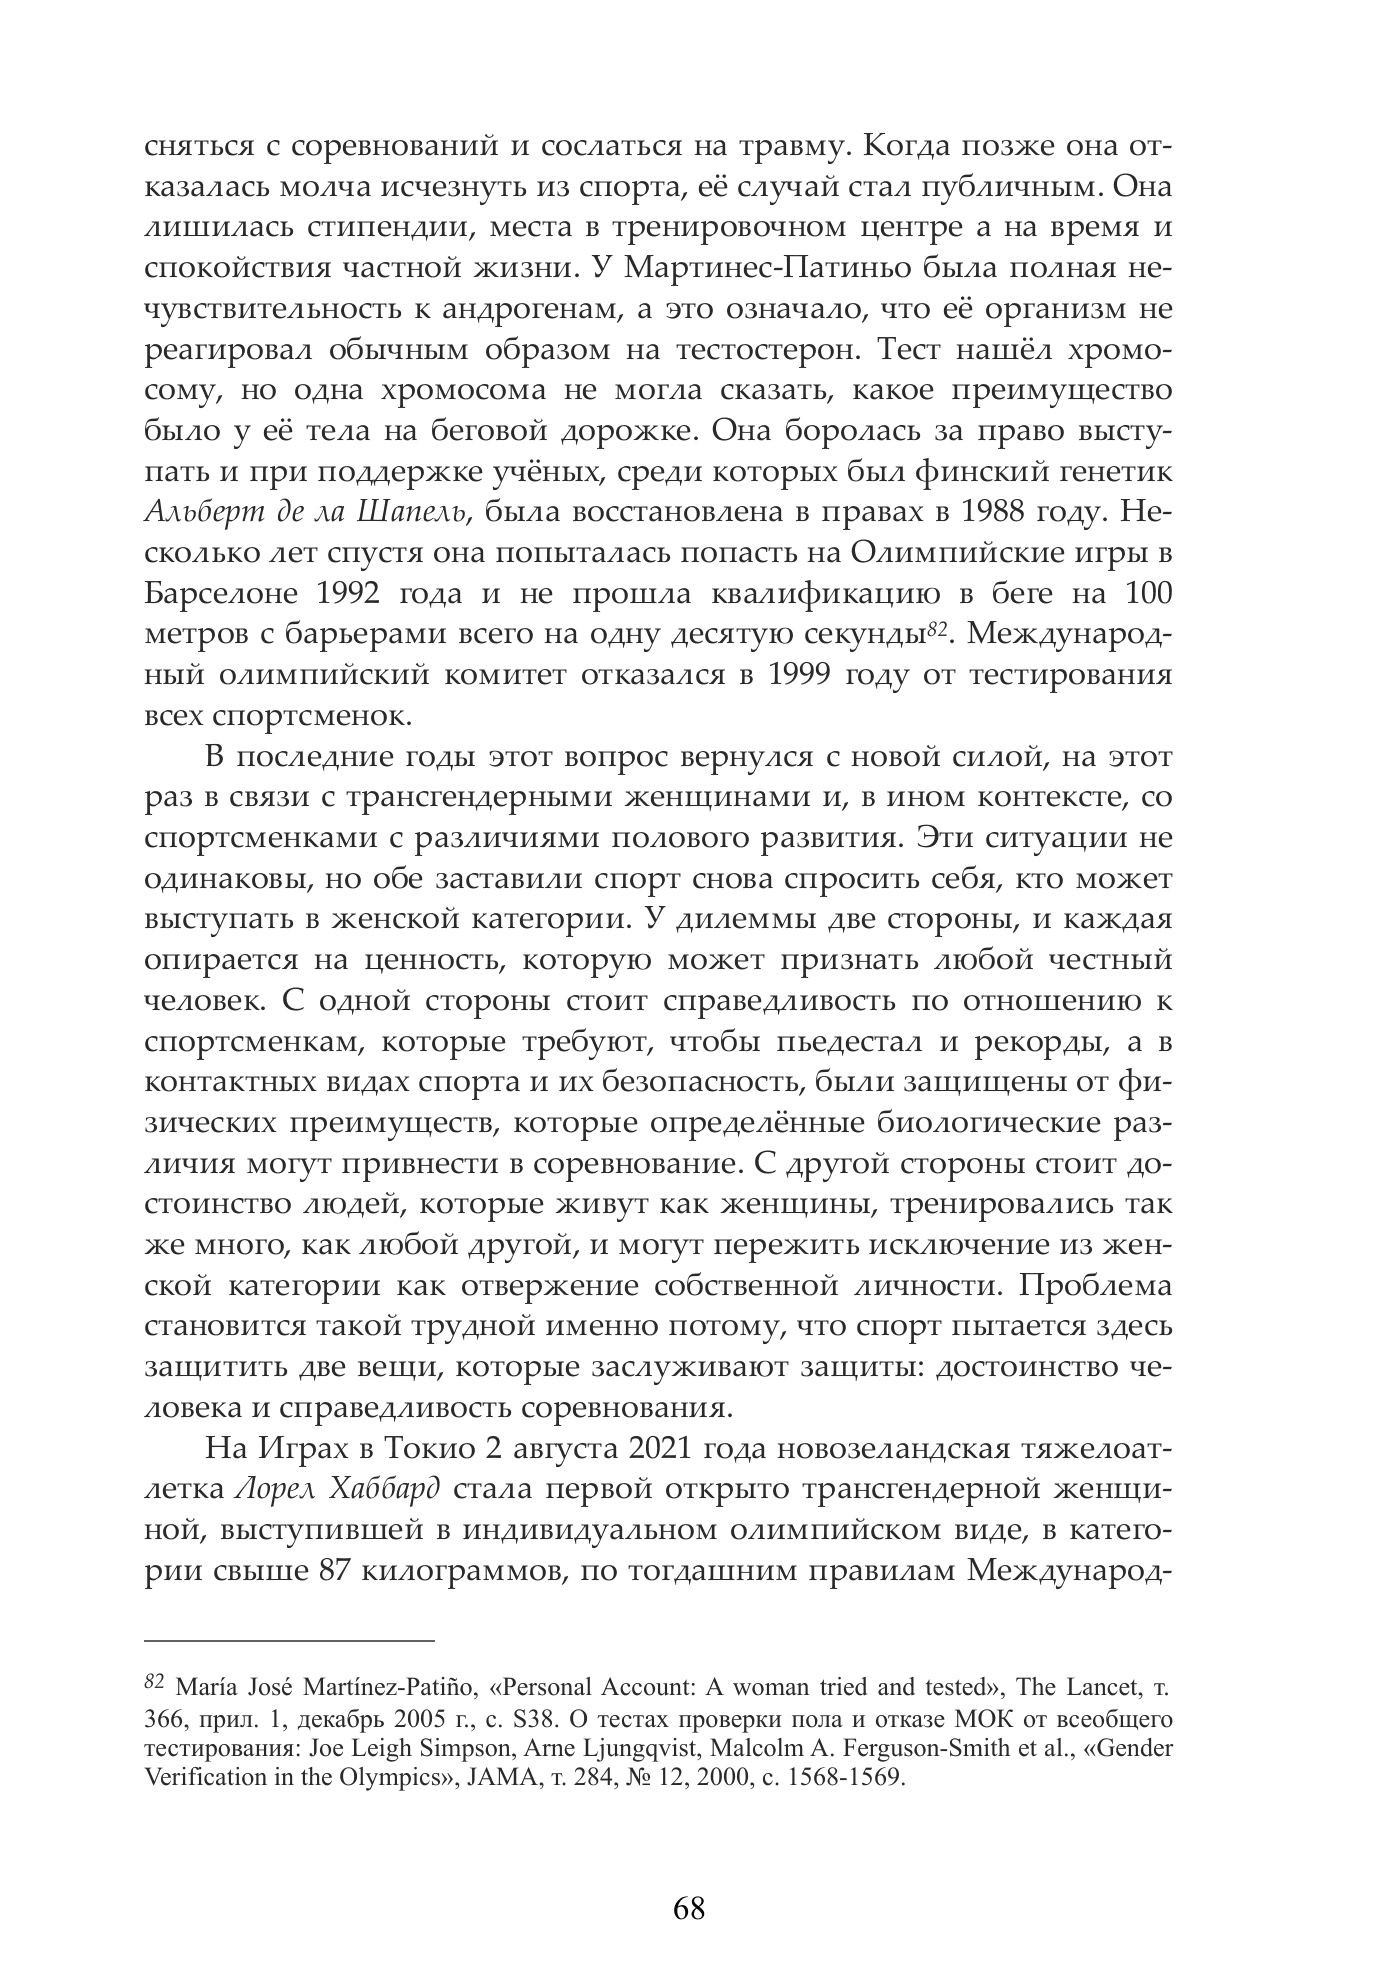 сняться с соревнований и сослаться на травму. Когда позже она от-
казалась молча исчезнуть из спорта, её случай стал публичным. Она
лишилась стипендии, места в тренировочном центре а на время и
спокойствия частной жизни. У Мартинес-Патиньо была полная не-
чувствительность к андрогенам, а это означало, что её организм не
реагировал обычным образом на тестостерон. Тест нашёл хромо-
сому, но одна хромосома не могла сказать, какое преимущество
было у её тела на беговой дорожке. Она боролась за право высту-
пать и при поддержке учёных, среди которых был финский генетик
Альберт де ла Шапель, была восстановлена в правах в 1988 году. Не-
сколько лет спустя она попыталась попасть на Олимпийские игры в
Барселоне 1992 года и не прошла квалификацию в беге на 100
метров с барьерами всего на одну десятую секунды82. Международ-
ный олимпийский комитет отказался в 1999 году от тестирования
всех спортсменок.
В последние годы этот вопрос вернулся с новой силой, на этот
раз в связи с трансгендерными женщинами и, в ином контексте, со
спортсменками с различиями полового развития. Эти ситуации не
одинаковы, но обе заставили спорт снова спросить себя, кто может
выступать в женской категории. У дилеммы две стороны, и каждая
опирается на ценность, которую может признать любой честный
человек. С одной стороны стоит справедливость по отношению к
спортсменкам, которые требуют, чтобы пьедестал и рекорды, а в
контактных видах спорта и их безопасность, были защищены от фи-
зических преимуществ, которые определённые биологические раз-
личия могут привнести в соревнование. С другой стороны стоит до-
стоинство людей, которые живут как женщины, тренировались так
же много, как любой другой, и могут пережить исключение из жен-
ской категории как отвержение собственной личности. Проблема
становится такой трудной именно потому, что спорт пытается здесь
защитить две вещи, которые заслуживают защиты: достоинство че-
ловека и справедливость соревнования.
На Играх в Токио 2 августа 2021 года новозеландская тяжелоат-
летка Лорел Хаббард стала первой открыто трансгендерной женщи-
ной, выступившей в индивидуальном олимпийском виде, в катего-
рии свыше 87 килограммов, по тогдашним правилам Международ-
82 María José Martínez-Patiño, «Personal Account: A woman tried and tested», The Lancet, т.
366, прил. 1, декабрь 2005 г., с. S38. О тестах проверки пола и отказе МОК от всеобщего
тестирования: Joe Leigh Simpson, Arne Ljungqvist, Malcolm A. Ferguson-Smith et al., «Gender
Verification in the Olympics», JAMA, т. 284, № 12, 2000, с. 1568-1569.
68